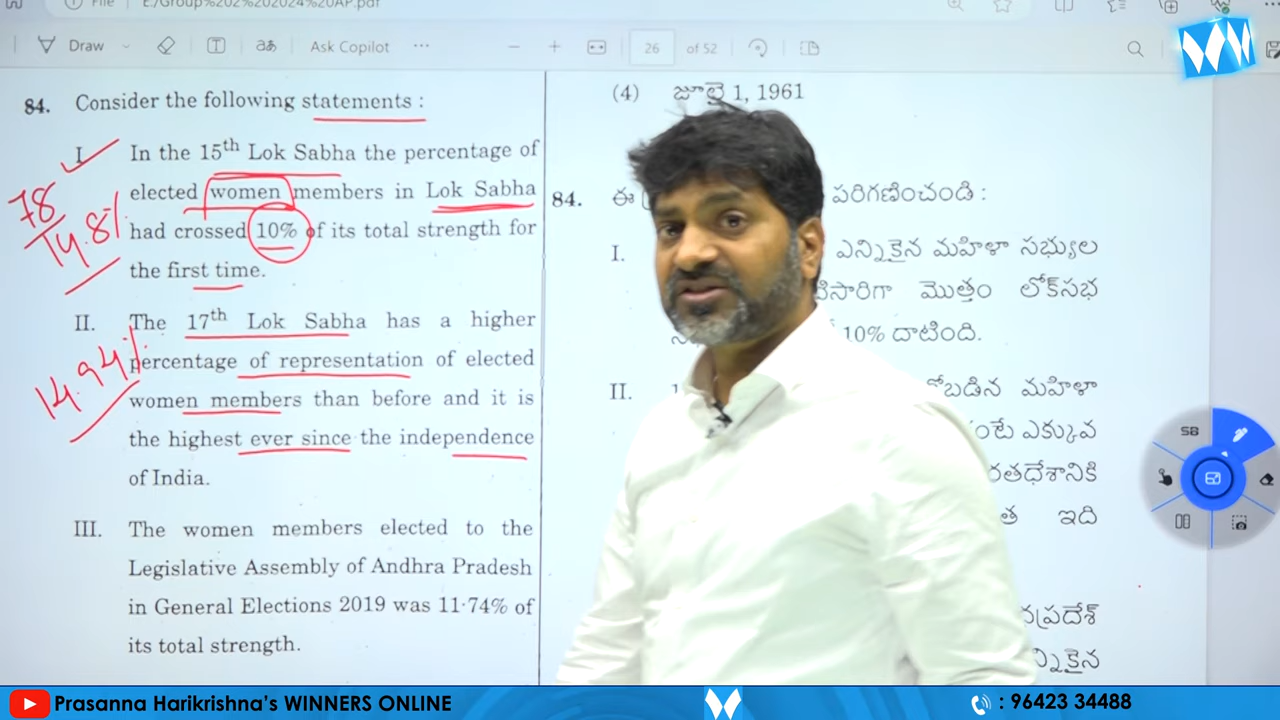 File
E:/Group%202%202024%20AP.pdf
Draw
aあ
Ask Copilot
26
of 52
84. Consider the following statements :
I In the 15th Lok Sabha the percentage of
elected women members in Lok Sabha
had crossed 10% of its total strength for
the first time.
78
14.8%
II. The 17th Lok Sabha has a higher
percentage of representation of elected
women members than before and it is
the highest ever since the independence
of India.
14.94%
III. The women members elected to the
Legislative Assembly of Andhra Pradesh
in General Elections 2019 was 11·74% of
its total strength.
(4) జూలై 1, 1961
84. ఈ పరిగణించండి :
I. ఎన్నికైన మహిళా సభ్యుల
మొత్తం లోక్‌సభ
10% దాటింది.
II. మహిళా
ఎక్కువ
ఇది
SB
Prasanna Harikrishna's WINNERS ONLINE
: 96423 34488